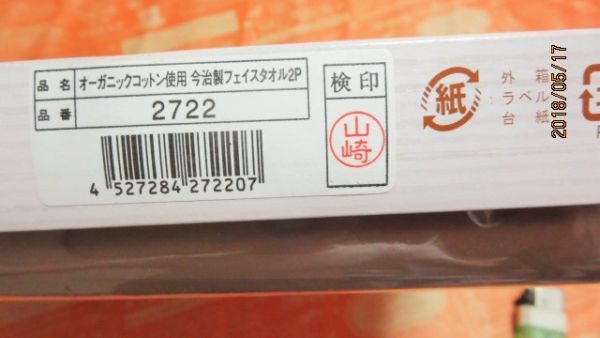 品名 オーガニックコットン使用 今治製フェイスタオル2P
品番 2722
4 527284 272207
検印
山崎
紙
外箱
:ラベル
台紙
2018/05/17